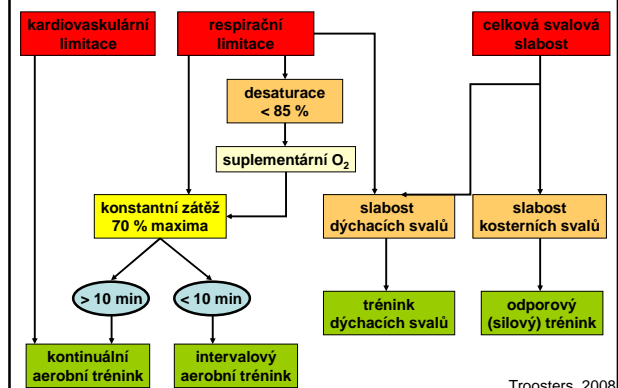 kardiovaskulární
limitace
respirační
limitace
celková svalová
slabost
desaturace
< 85 %
suplementární O₂
konstantní zátěž
70 % maxima
slabost
dýchacích svalů
slabost
kosterních svalů
> 10 min
< 10 min
trénink
dýchacích svalů
odporový
(silový) trénink
kontinuální
aerobní trénink
intervalový
aerobní trénink
Troosters, 2008